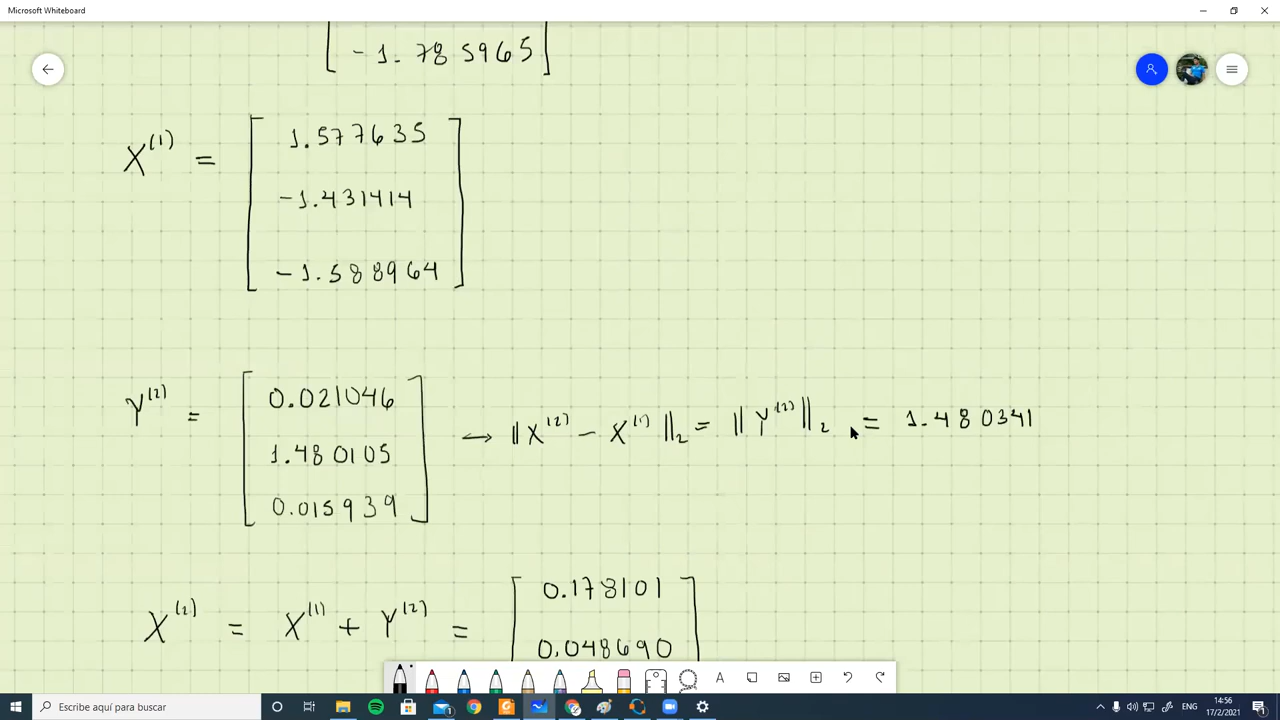 Microsoft Whiteboard
-1.785965
X^(1) = [ 1.577635
-1.431414
-1.588964 ]
Y^(2) = [ 0.021046
1.480105
0.015939 ] ↔ ‖X^(2) - X^(1)‖_2 = ‖Y^(2)‖_2 = 1.480341
X^(2) = X^(1) + Y^(2) = [ 0.178101
0.048690
Escribe aquí para buscar
14:56
17/2/2021